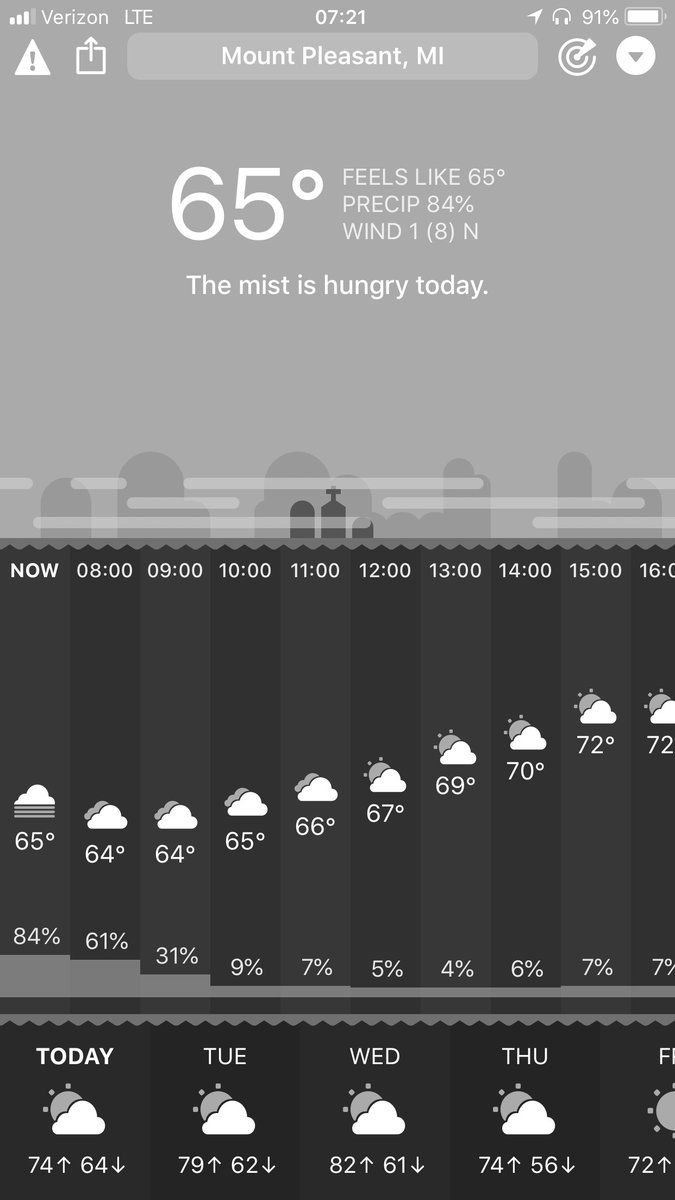 Verizon LTE 07:21 91%
Mount Pleasant, MI
65° FEELS LIKE 65°
PRECIP 84%
WIND 1 (8) N
The mist is hungry today.
NOW 08:00 09:00 10:00 11:00 12:00 13:00 14:00 15:00 16:0
72° 72
70°
69°
67°
66°
65° 64° 64° 65°
84% 61% 31% 9% 7% 5% 4% 6% 7% 7%
TODAY TUE WED THU F
74↑ 64↓ 79↑ 62↓ 82↑ 61↓ 74↑ 56↓ 72↑